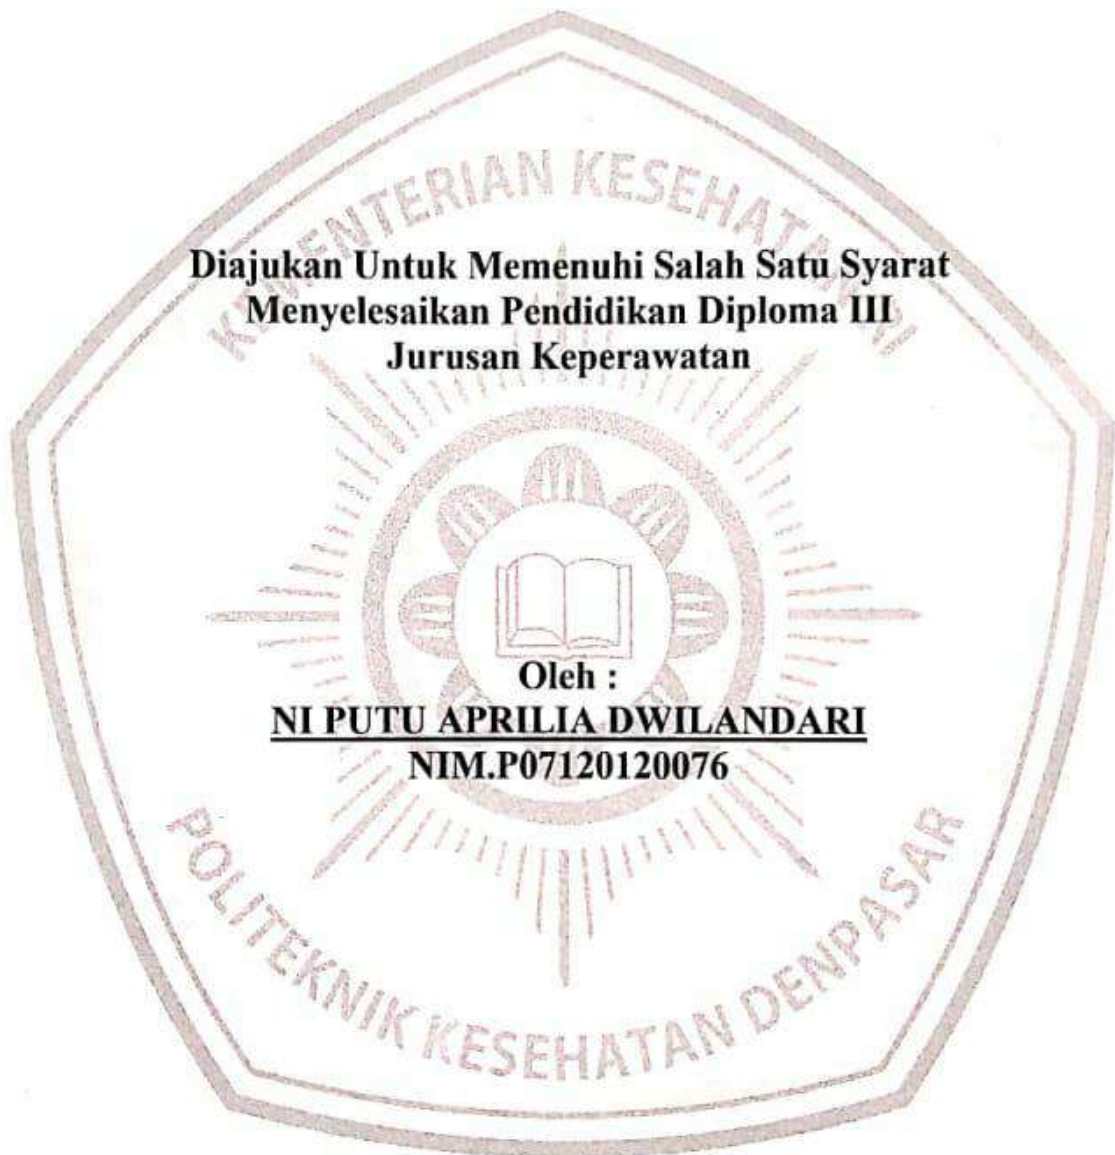 KEMENTERIAN KESEHATAN RI
Diajukan Untuk Memenuhi Salah Satu Syarat
Menyelesaikan Pendidikan Diploma III
Jurusan Keperawatan
Oleh :
NI PUTU APRILIA DWILANDARI
NIM.P07120120076
POLITEKNIK KESEHATAN DENPASAR